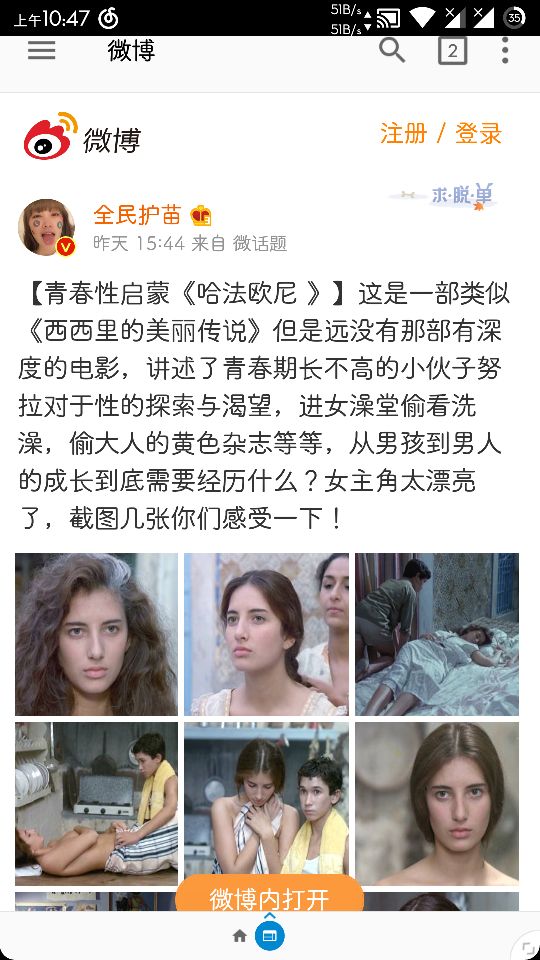 上午10:47
51B/s
51B/s
35
微博
2
微博
注册 / 登录
求·脱·单
全民护苗
昨天 15:44 来自 微话题
【青春性启蒙《哈法欧尼 》】这是一部类似
《西西里的美丽传说》但是远没有那部有深
度的电影，讲述了青春期长不高的小伙子努
拉对于性的探索与渴望，进女澡堂偷看洗
澡，偷大人的黄色杂志等等，从男孩到男人
的成长到底需要经历什么？女主角太漂亮
了，截图几张你们感受一下！
微博内打开